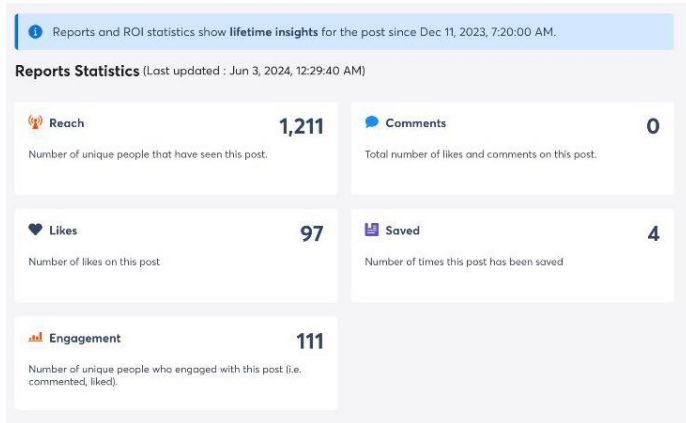 Reports and ROI statistics show lifetime insights for the post since Dec 11, 2023, 7:20:00 AM.
Reports Statistics (Last updated : Jun 3, 2024, 12:29:40 AM)
Reach 1,211
Number of unique people that have seen this post.
Comments 0
Total number of likes and comments on this post.
Likes 97
Number of likes on this post
Saved 4
Number of times this post has been saved
Engagement 111
Number of unique people who engaged with this post (i.e.
commented, liked).